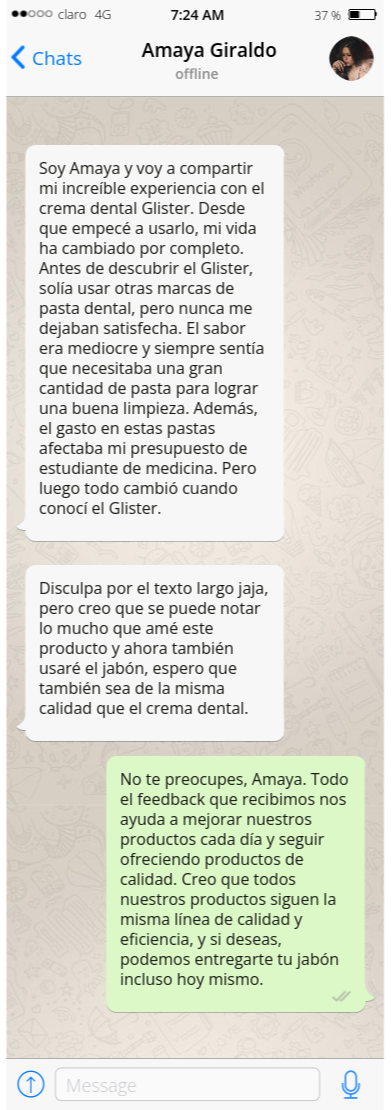 claro 4G 7:24 AM 37 %
Chats
Amaya Giraldo
offline
Soy Amaya y voy a compartir
mi increíble experiencia con el
crema dental Glister. Desde
que empecé a usarlo, mi vida
ha cambiado por completo.
Antes de descubrir el Glister,
solía usar otras marcas de
pasta dental, pero nunca me
dejaban satisfecha. El sabor
era mediocre y siempre sentía
que necesitaba una gran
cantidad de pasta para lograr
una buena limpieza. Además,
el gasto en estas pastas
afectaba mi presupuesto de
estudiante de medicina. Pero
luego todo cambió cuando
conocí el Glister.
Disculpa por el texto largo jaja,
pero creo que se puede notar
lo mucho que amé este
producto y ahora también
usaré el jabón, espero que
también sea de la misma
calidad que el crema dental.
No te preocupes, Amaya. Todo
el feedback que recibimos nos
ayuda a mejorar nuestros
productos cada día y seguir
ofreciendo productos de
calidad. Creo que todos
nuestros productos siguen la
misma línea de calidad y
eficiencia, y si deseas,
podemos entregarte tu jabón
incluso hoy mismo.
Message